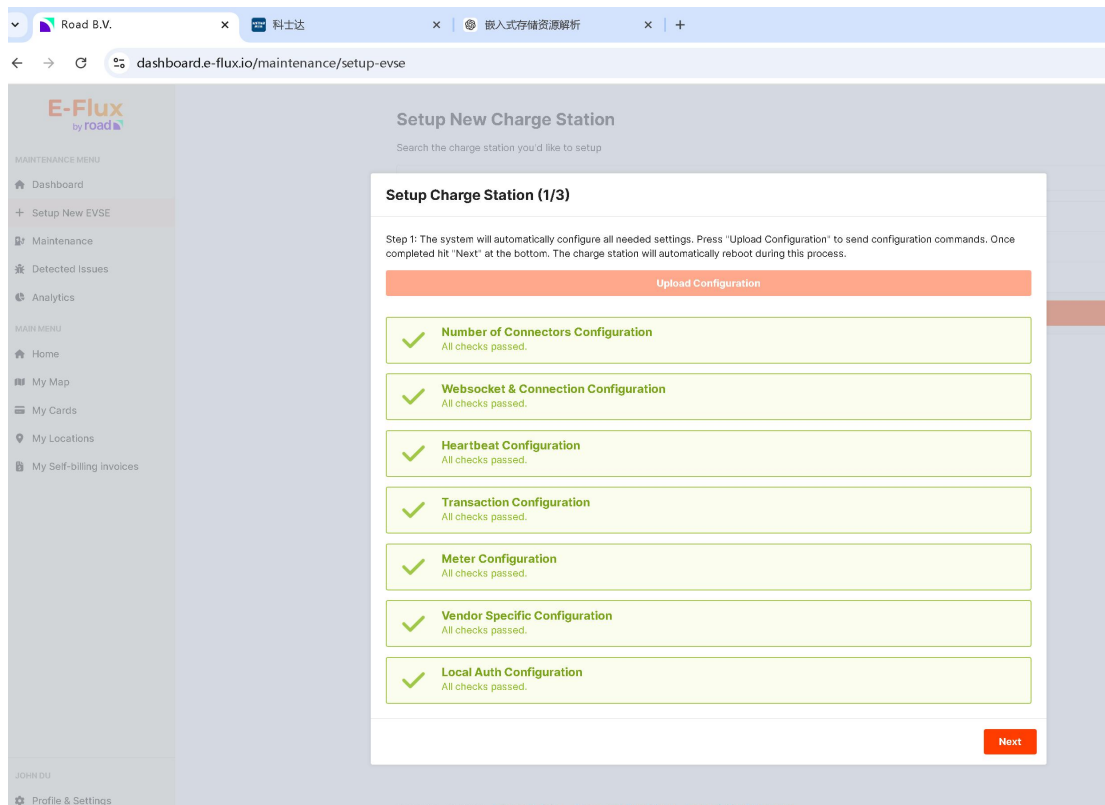 Road B.V.
科士达
嵌入式存储资源解析
dashboard.e-flux.io/maintenance/setup-evse
E-Flux
by road
MAINTENANCE MENU
Dashboard
Setup New EVSE
Maintenance
Detected Issues
Analytics
MAIN MENU
Home
My Map
My Cards
My Locations
My Self-billing invoices
JOHN DU
Profile & Settings
Setup New Charge Station
Search the charge station you'd like to setup
Setup Charge Station (1/3)
Step 1: The system will automatically configure all needed settings. Press "Upload Configuration" to send configuration commands. Once
completed hit "Next" at the bottom. The charge station will automatically reboot during this process.
Upload Configuration
Number of Connectors Configuration
All checks passed.
Websocket & Connection Configuration
All checks passed.
Heartbeat Configuration
All checks passed.
Transaction Configuration
All checks passed.
Meter Configuration
All checks passed.
Vendor Specific Configuration
All checks passed.
Local Auth Configuration
All checks passed.
Next